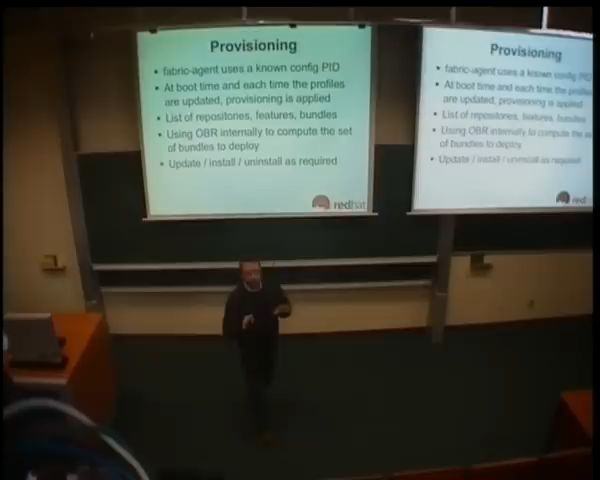 Provisioning
• fabric-agent uses a known config PID
• At boot time and each time the profiles
are updated, provisioning is applied
• List of repositories, features, bundles
• Using OBR internally to compute the set
of bundles to deploy
• Update / install / uninstall as required
redhat
Provisioning
• fabric-agent uses a known config PID
• At boot time and each time the profiles
are updated, provisioning is applied
• List of repositories, features, bundles
• Using OBR internally to compute the
of bundles to deploy
• Update / install / uninstall as required
red